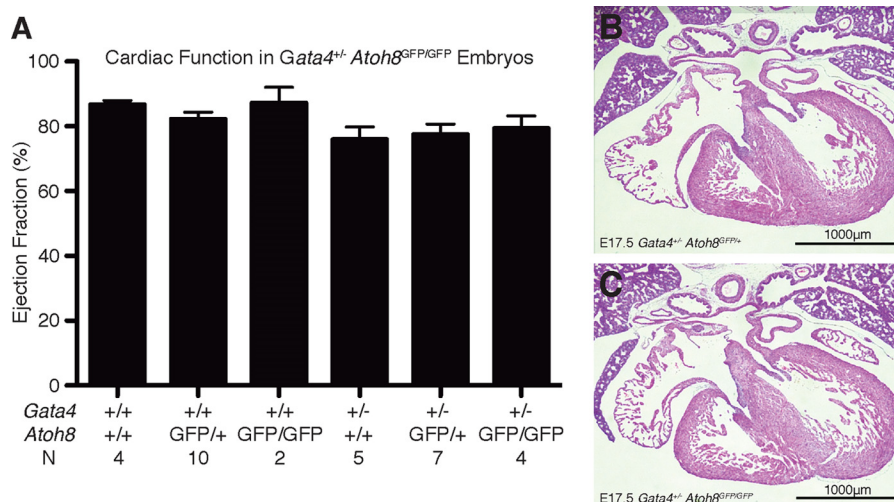 A
Cardiac Function in Gata4+/- Atoh8GFP/GFP Embryos
Ejection Fraction (%)
100
80
60
40
20
0
Gata4 +/+ +/+ +/+ +/- +/- +/-
Atoh8 +/+ GFP/+ GFP/GFP +/+ GFP/+ GFP/GFP
N 4 10 2 5 7 4
B
1000µm
E17.5 Gata4+/- Atoh8GFP/+
C
1000µm
E17.5 Gata4+/- Atoh8GFP/GFP